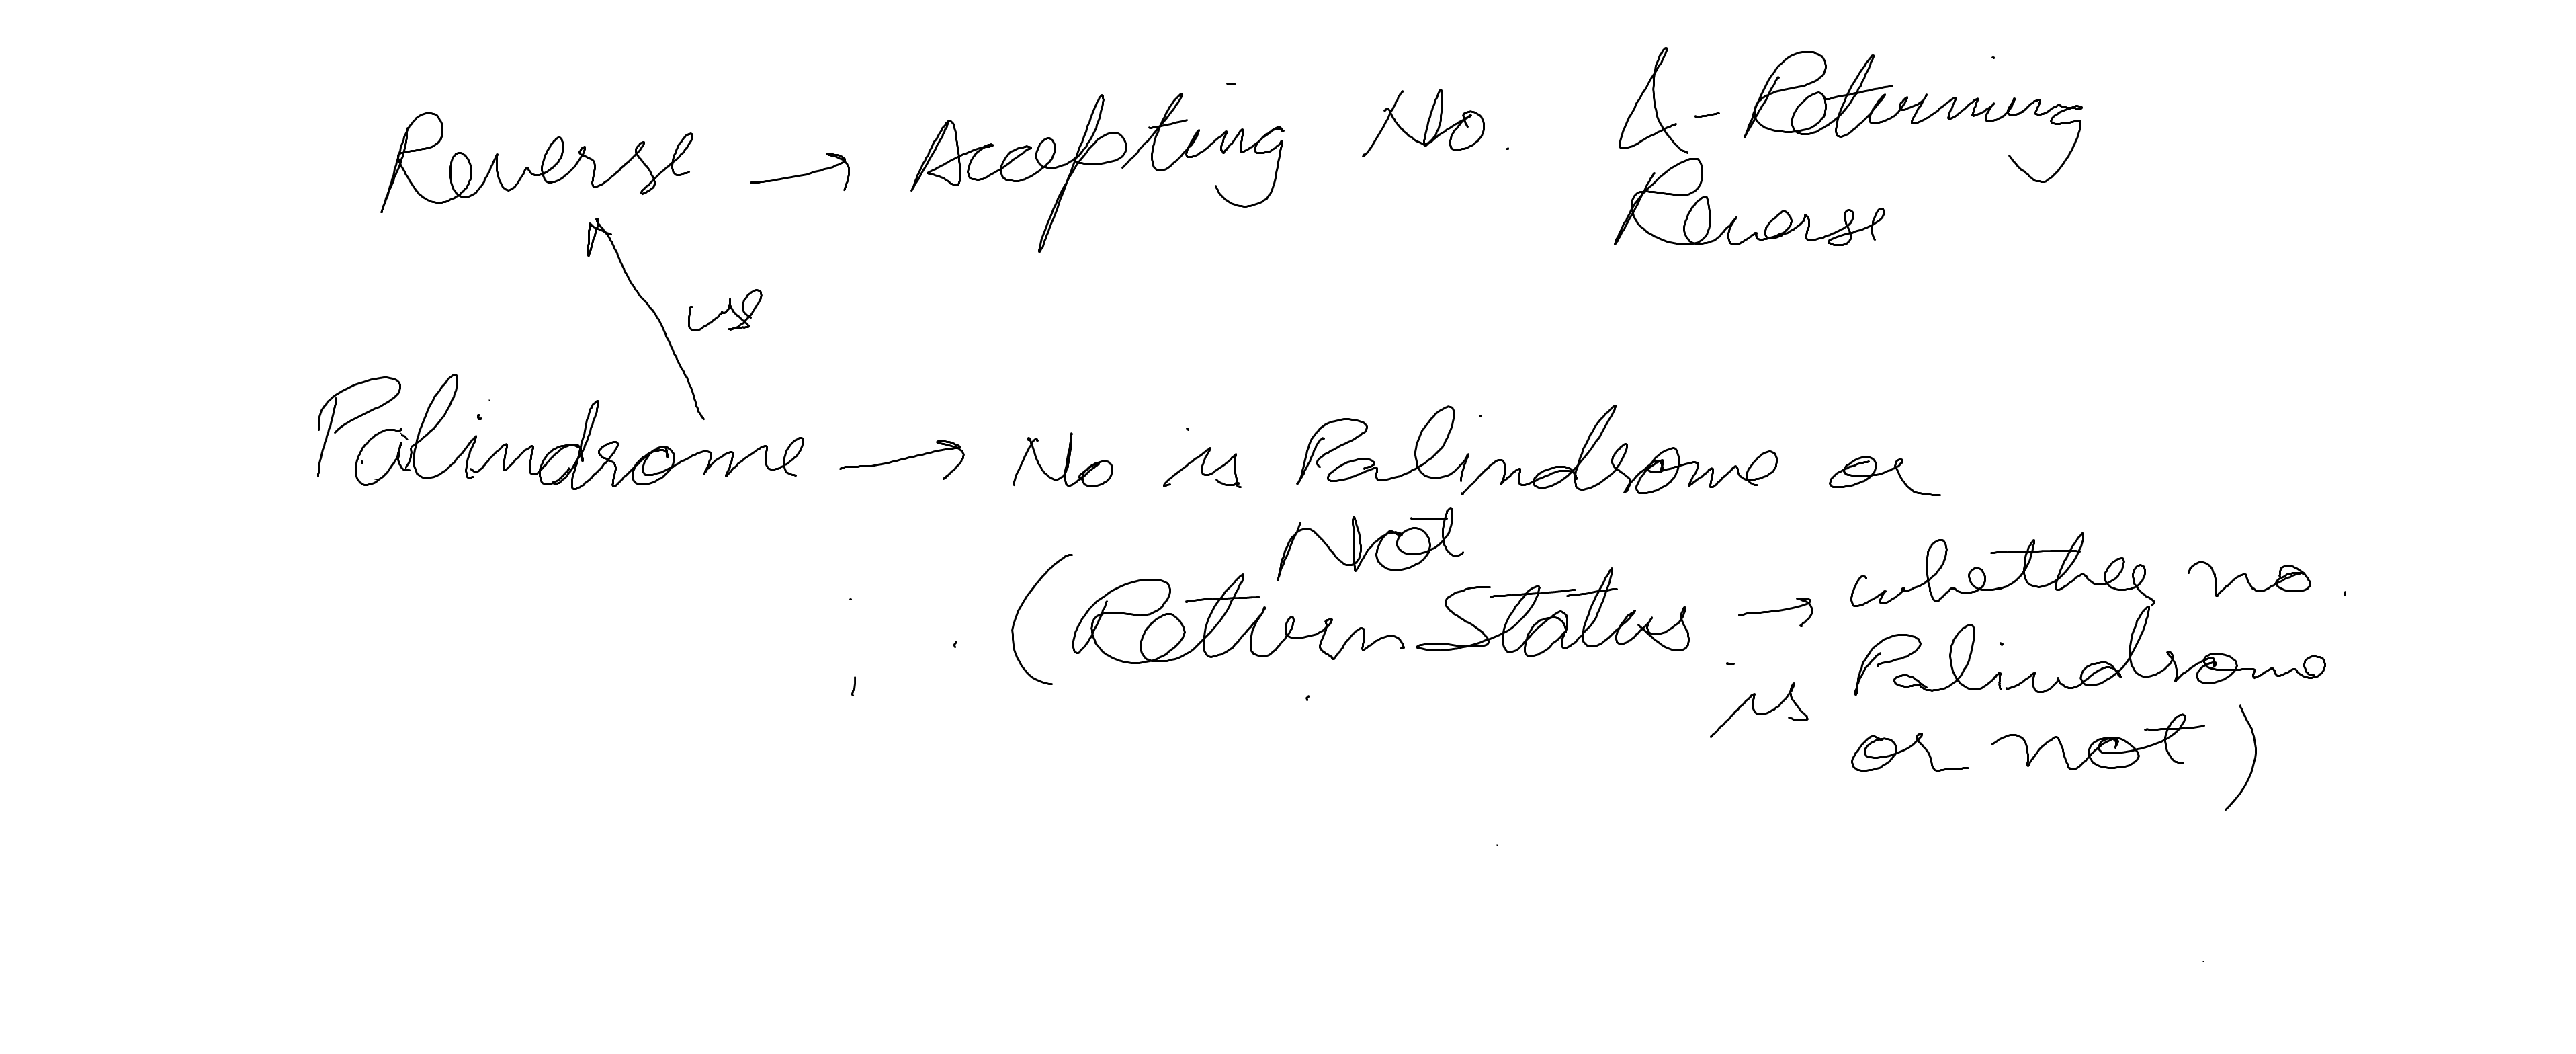 Reverse → Accepting No. & Returning
Reverse
use
Palindrome → No is Palindrome or
Not
(Return Status → whether no.
is Palindrome
or not)